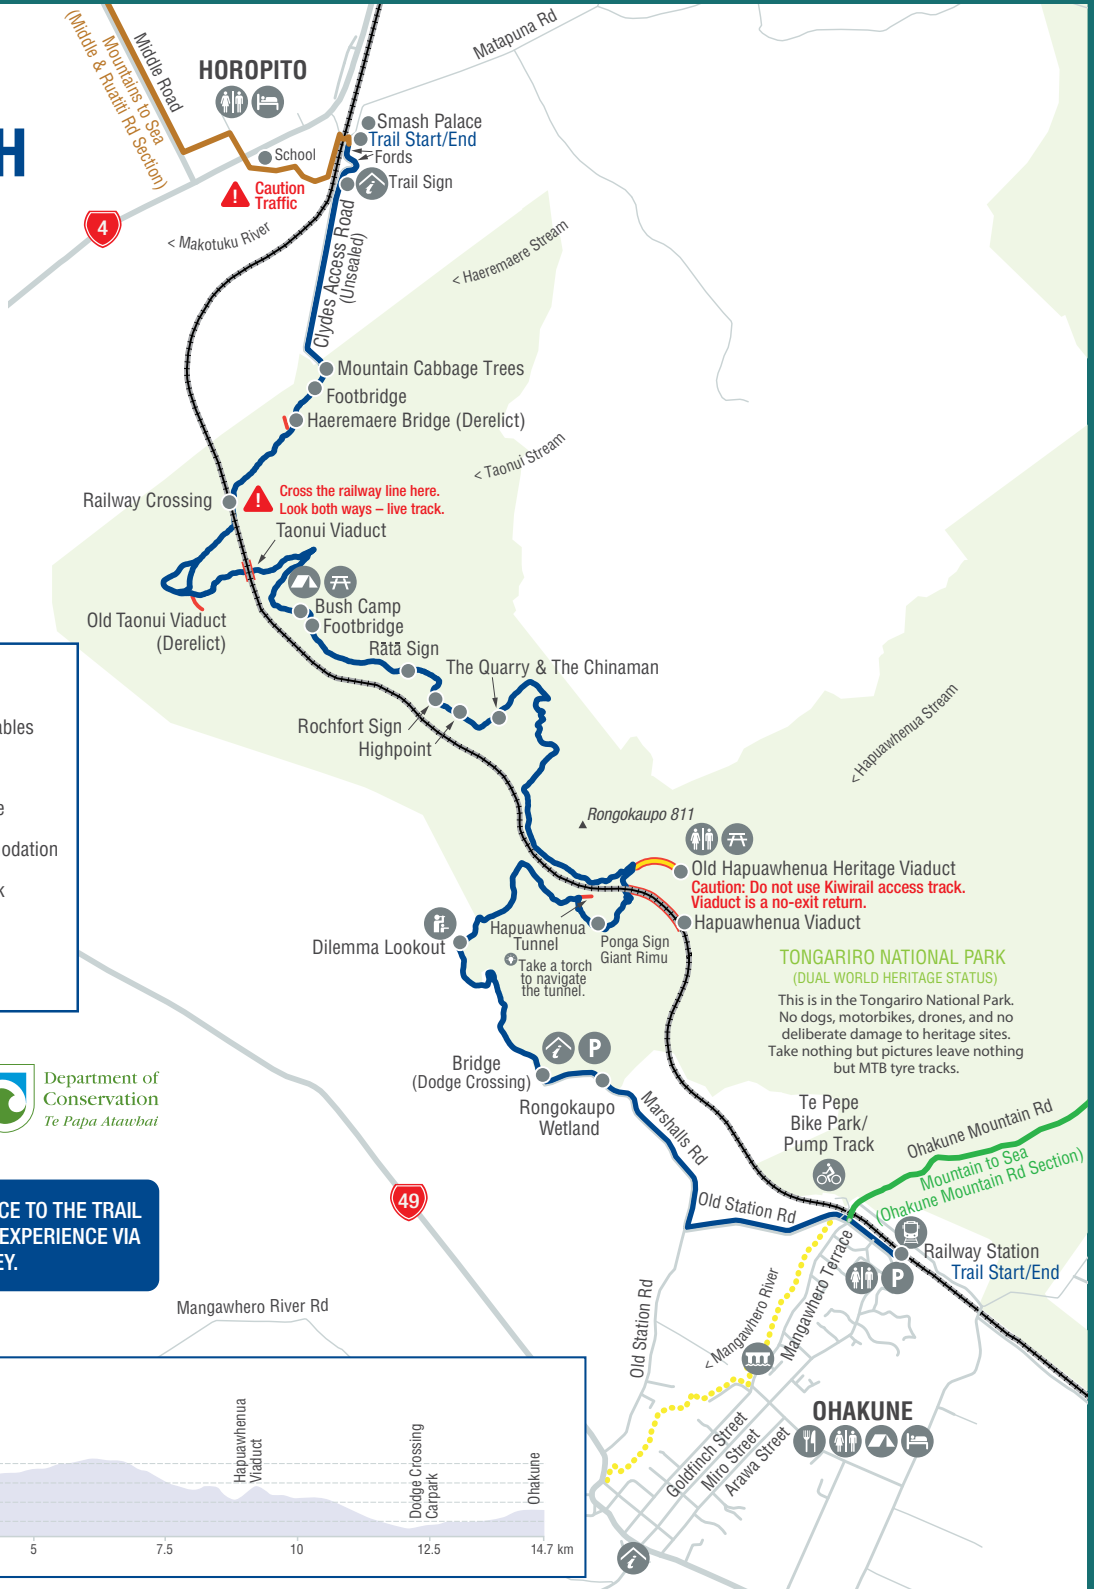 Matapuna Rd
Middle Road
Mountains to Sea
(Middle & Ruatiti Rd Section)
HOROPITO
H
Smash Palace
Trail Start/End
Fords
School
Trail Sign
Caution
Traffic
4
< Makotuku River
Clydes Access Road
(Unsealed)
< Haeremaere Stream
Mountain Cabbage Trees
Footbridge
Haeremaere Bridge (Derelict)
< Taonui Stream
Railway Crossing
Cross the railway line here.
Look both ways – live track.
Taonui Viaduct
Old Taonui Viaduct
(Derelict)
Bush Camp
Footbridge
Rātā Sign
The Quarry & The Chinaman
Rochfort Sign
Highpoint
< Hapuawhenua Stream
ables
e
odation
k
Rongokaupo 811
Old Hapuawhenua Heritage Viaduct
Caution: Do not use Kiwirail access track.
Viaduct is a no-exit return.
Hapuawhenua Viaduct
Hapuawhenua
Tunnel
Ponga Sign
Giant Rimu
Take a torch
to navigate
the tunnel.
Dilemma Lookout
TONGARIRO NATIONAL PARK
(DUAL WORLD HERITAGE STATUS)
This is in the Tongariro National Park.
No dogs, motorbikes, drones, and no
deliberate damage to heritage sites.
Take nothing but pictures leave nothing
but MTB tyre tracks.
P
Bridge
(Dodge Crossing)
Rongokaupo
Wetland
Marshalls Rd
Department of
Conservation
Te Papa Atawhai
Te Pepe
Bike Park/
Pump Track
Ohakune Mountain Rd
Mountain to Sea
(Ohakune Mountain Rd Section)
49
Old Station Rd
CE TO THE TRAIL
EXPERIENCE VIA
EY.
Railway Station
Trail Start/End
P
Mangawhero Terrace
< Mangawhero River
Old Station Rd
Mangawhero River Rd
OHAKUNE
Goldfinch Street
Miro Street
Arawa Street
Hapuawhenua
Viaduct
Dodge Crossing
Carpark
Ohakune
5
7.5
10
12.5
14.7 km